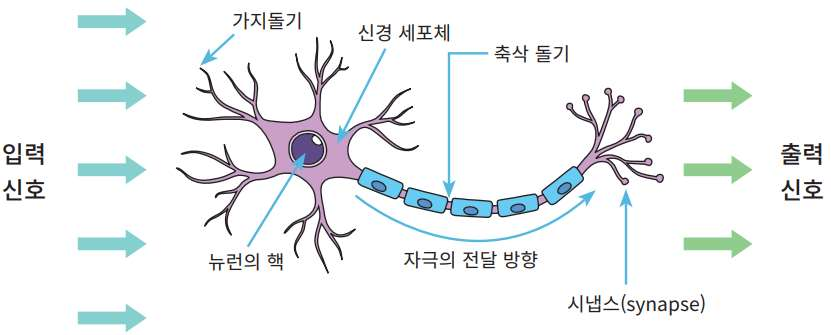 가지돌기
신경 세포체
축삭 돌기
입력
신호
출력
신호
뉴런의 핵
자극의 전달 방향
시냅스(synapse)